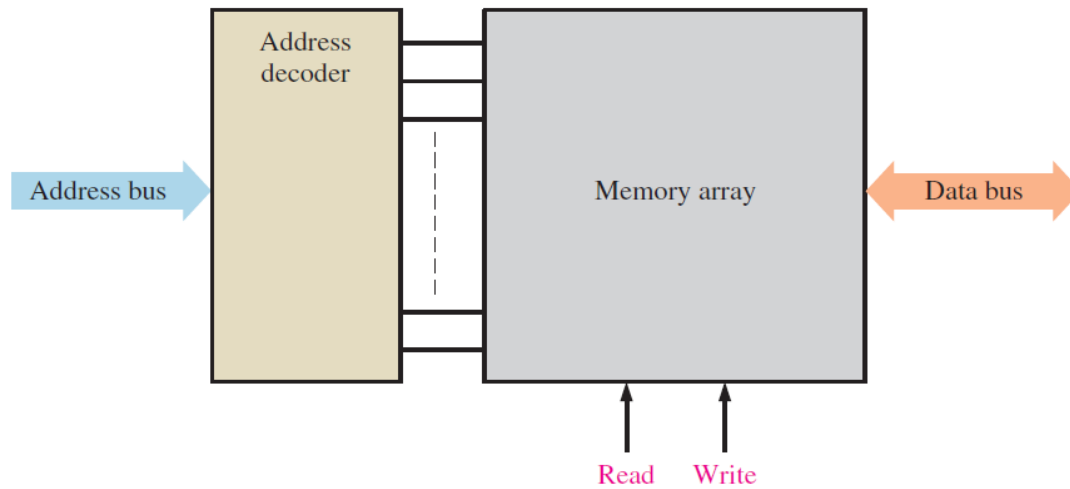 Address
decoder
Address bus
Memory array
Data bus
Read
Write